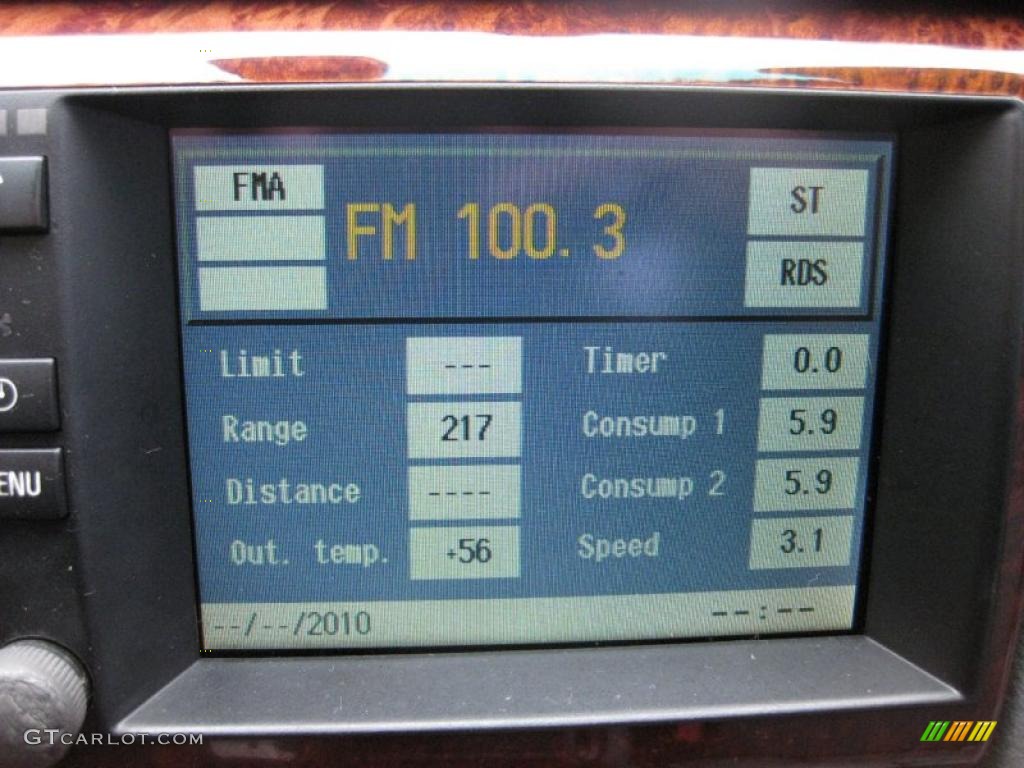 FMA
FM 100.3
ST
RDS
Limit ---
Timer 0.0
Range 217
Consump 1 5.9
Distance ----
Consump 2 5.9
Out. temp. +56
Speed 3.1
--/--/2010
--:--
ENU
GTCARLOT.COM